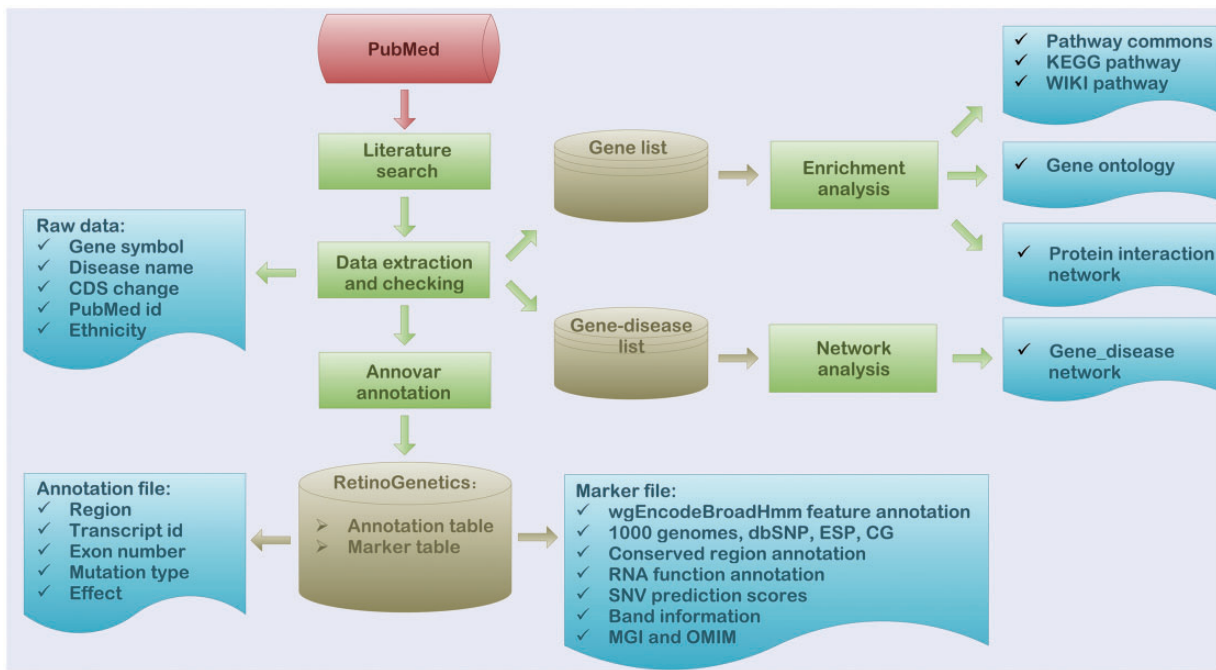 PubMed
Literature
search
Data extraction
and checking
Annovar
annotation
Raw data:
✓ Gene symbol
✓ Disease name
✓ CDS change
✓ PubMed id
✓ Ethnicity
Gene list
Enrichment
analysis
✓ Pathway commons
✓ KEGG pathway
✓ WIKI pathway
✓ Gene ontology
✓ Protein interaction
network
Gene-disease
list
Network
analysis
✓ Gene_disease
network
RetinoGenetics:
➢ Annotation table
➢ Marker table
Annotation file:
✓ Region
✓ Transcript id
✓ Exon number
✓ Mutation type
✓ Effect
Marker file:
✓ wgEncodeBroadHmm feature annotation
✓ 1000 genomes, dbSNP, ESP, CG
✓ Conserved region annotation
✓ RNA function annotation
✓ SNV prediction scores
✓ Band information
✓ MGI and OMIM